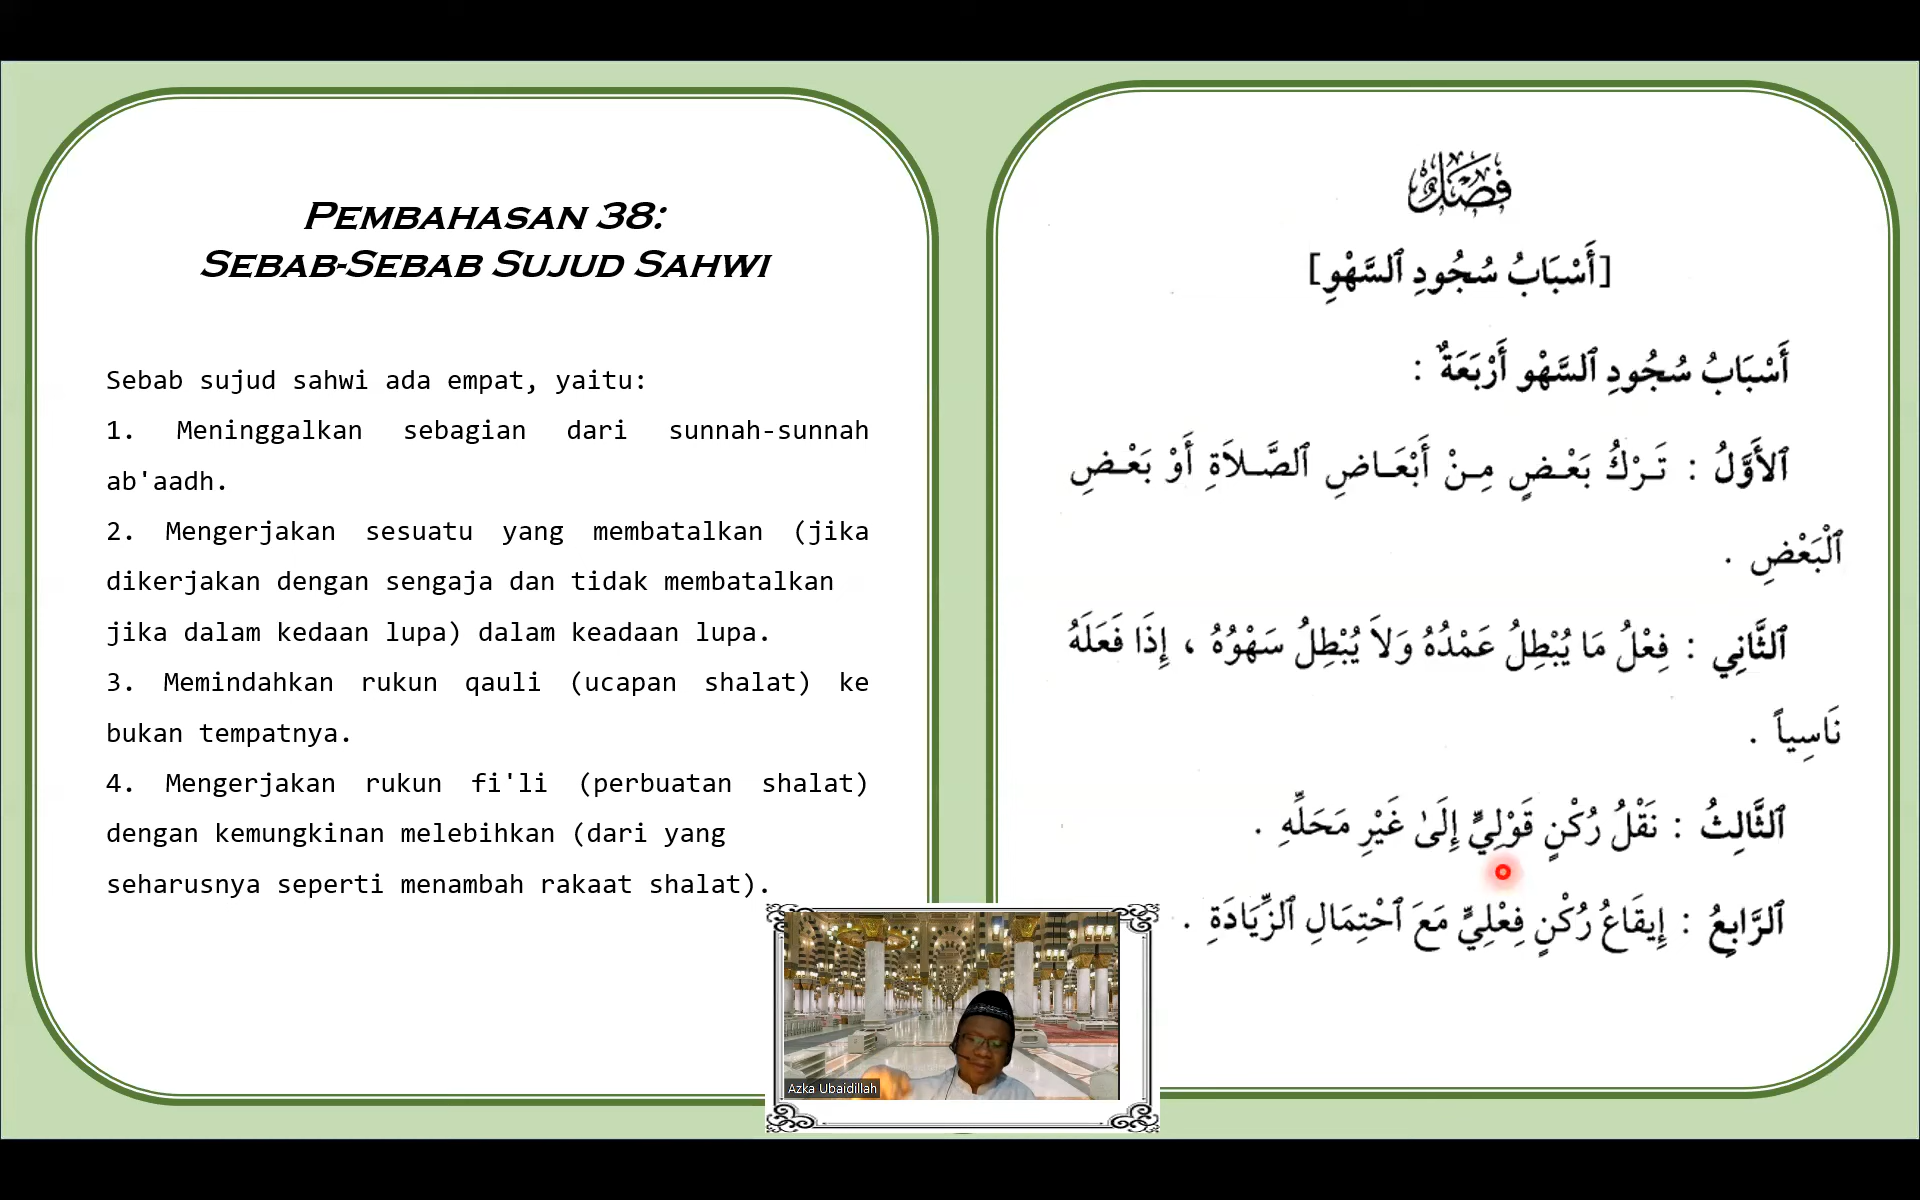 PEMBAHASAN 38:
SEBAB-SEBAB SUJUD SAHWI
Sebab sujud sahwi ada empat, yaitu:
1. Meninggalkan sebagian dari sunnah-sunnah
ab'aadh.
2. Mengerjakan sesuatu yang membatalkan (jika
dikerjakan dengan sengaja dan tidak membatalkan
jika dalam kedaan lupa) dalam keadaan lupa.
3. Memindahkan rukun qauli (ucapan shalat) ke
bukan tempatnya.
4. Mengerjakan rukun fi'li (perbuatan shalat)
dengan kemungkinan melebihkan (dari yang
seharusnya seperti menambah rakaat shalat).
فَصْلٌ
[أَسْبَابُ سُجُودِ ٱلسَّهْوِ]
أَسْبَابُ سُجُودِ ٱلسَّهْو أَرْبَعَةٌ :
ٱلأَوَّلُ : تَرْكُ بَعْضٍ مِنْ أَبْعَاضِ ٱلصَّلاَةِ أَوْ بَعْضِ
ٱلْبَعْضِ .
ٱلثَّانِي : فِعْلُ مَا يُبْطِلُ عَمْدُهُ وَلاَ يُبْطِلُ سَهْوُهُ ، إِذَا فَعَلَهُ
نَاسِياً .
ٱلثَّالِثُ : نَقْلُ رُكْنٍ قَوْلِيٍّ إِلَىٰ غَيْرِ مَحَلِّهِ .
ٱلرَّابِعُ : إِيقَاعُ رُكْنٍ فِعْلِيٍّ مَعَ ٱحْتِمَالِ ٱلزِّيَادَةِ .
Azka Ubaidillah